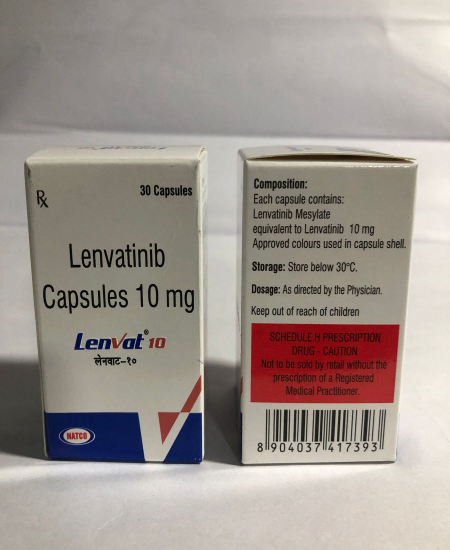 Rx
30 Capsules
Lenvatinib
Capsules 10 mg
LenVat® 10
लेनवाट-१०
NATCO
Composition:
Each capsule contains:
Lenvatinib Mesylate
equivalent to Lenvatinib 10 mg
Approved colours used in capsule shell.
Storage: Store below 30°C.
Dosage: As directed by the Physician.
Keep out of reach of children
SCHEDULE H PRESCRIPTION
DRUG - CAUTION
Not to be sold by retail without the
prescription of a Registered
Medical Practitioner.
8 904037 417393